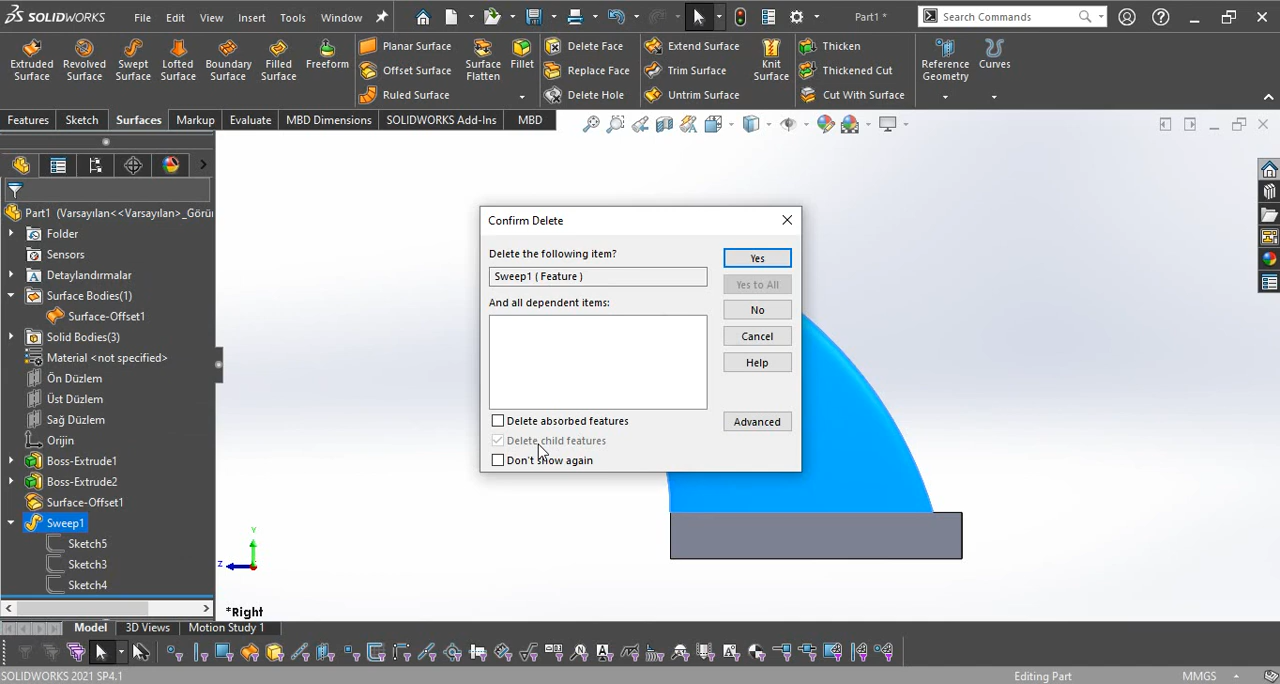 SOLIDWORKS File Edit View Insert Tools Window Part1 * Search Commands
Extruded Surface
Revolved Surface
Swept Surface
Lofted Surface
Boundary Surface
Filled Surface
Freeform
Planar Surface
Offset Surface
Ruled Surface
Surface Flatten
Fillet
Delete Face
Replace Face
Delete Hole
Extend Surface
Trim Surface
Untrim Surface
Knit Surface
Thicken
Thickened Cut
Cut With Surface
Reference Geometry
Curves
Features Sketch Surfaces Markup Evaluate MBD Dimensions SOLIDWORKS Add-Ins MBD
Part1 (Varsayılan<<Varsayılan>_Görür
Folder
Sensors
Detaylandırmalar
Surface Bodies(1)
Surface-Offset1
Solid Bodies(3)
Material <not specified>
Ön Düzlem
Üst Düzlem
Sağ Düzlem
Orijin
Boss-Extrude1
Boss-Extrude2
Surface-Offset1
Sweep1
Sketch5
Sketch3
Sketch4
Confirm Delete
Delete the following item?
Sweep1 ( Feature )
And all dependent items:
Delete absorbed features
Delete child features
Don't show again
Yes
Yes to All
No
Cancel
Help
Advanced
Y
Z
*Right
Model 3D Views Motion Study 1
SOLIDWORKS 2021 SP4.1 Editing Part MMGS